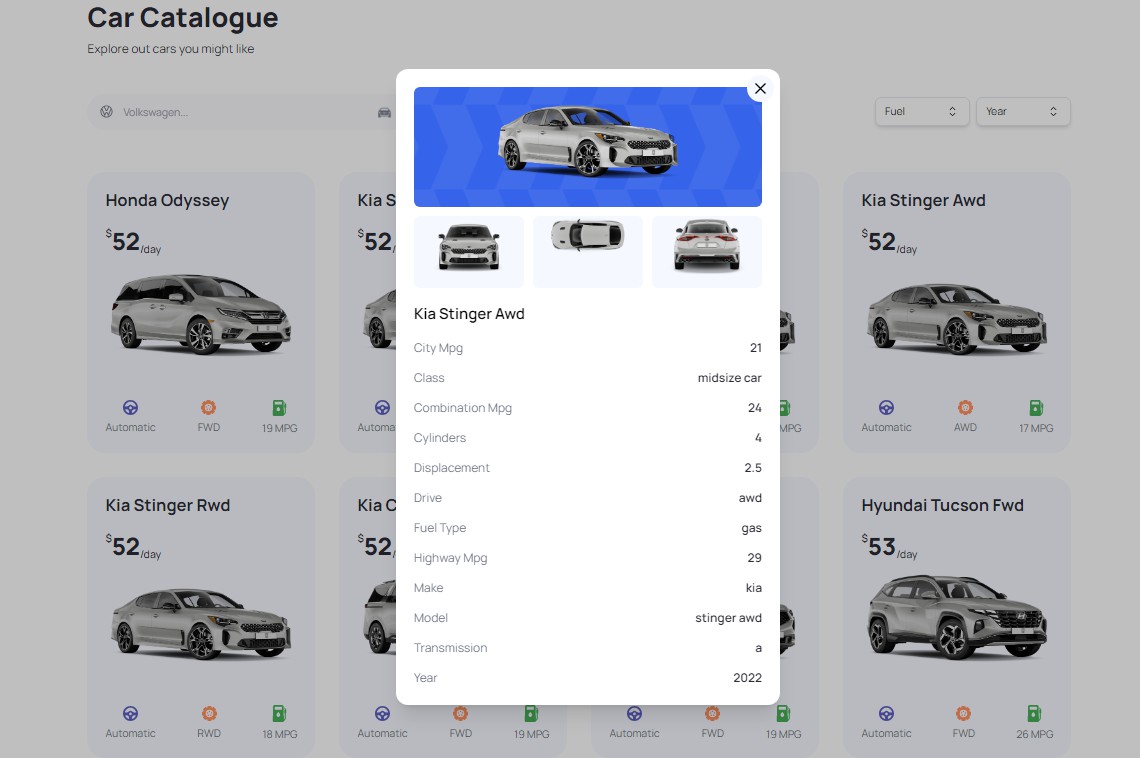 Car Catalogue
Explore out cars you might like
Volkswagen...
Fuel
Year
Honda Odyssey
$52/day
Automatic
FWD
19 MPG
Kia S
$52/
Automa
MPG
Kia Stinger Awd
$52/day
Automatic
AWD
17 MPG
Kia Stinger Awd
City Mpg 21
Class midsize car
Combination Mpg 24
Cylinders 4
Displacement 2.5
Drive awd
Fuel Type gas
Highway Mpg 29
Make kia
Model stinger awd
Transmission a
Year 2022
Kia Stinger Rwd
$52/day
Automatic
RWD
18 MPG
Kia C
$52/
Automatic
FWD
19 MPG
Automatic
FWD
19 MPG
Hyundai Tucson Fwd
$53/day
Automatic
FWD
26 MPG